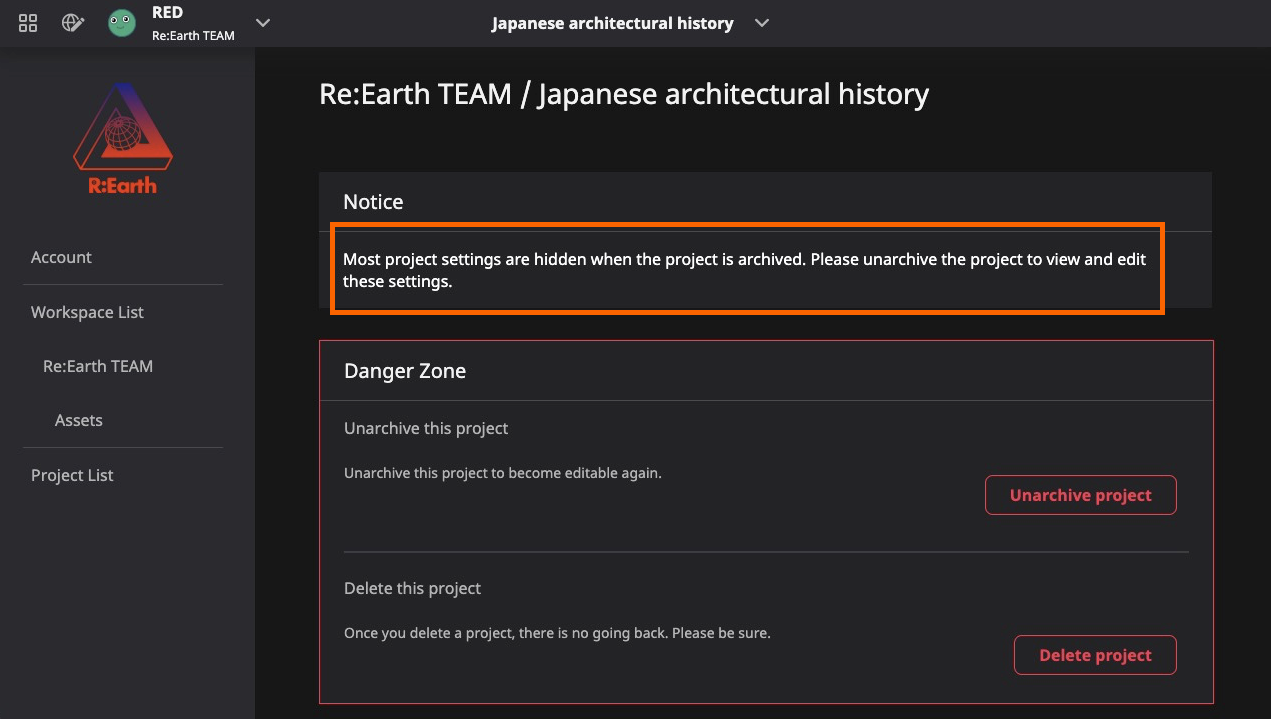 RED
Re:Earth TEAM
Japanese architectural history
R:Earth
Account
Workspace List
Re:Earth TEAM
Assets
Project List
Re:Earth TEAM / Japanese architectural history
Notice
Most project settings are hidden when the project is archived. Please unarchive the project to view and edit
these settings.
Danger Zone
Unarchive this project
Unarchive this project to become editable again.
Unarchive project
Delete this project
Once you delete a project, there is no going back. Please be sure.
Delete project